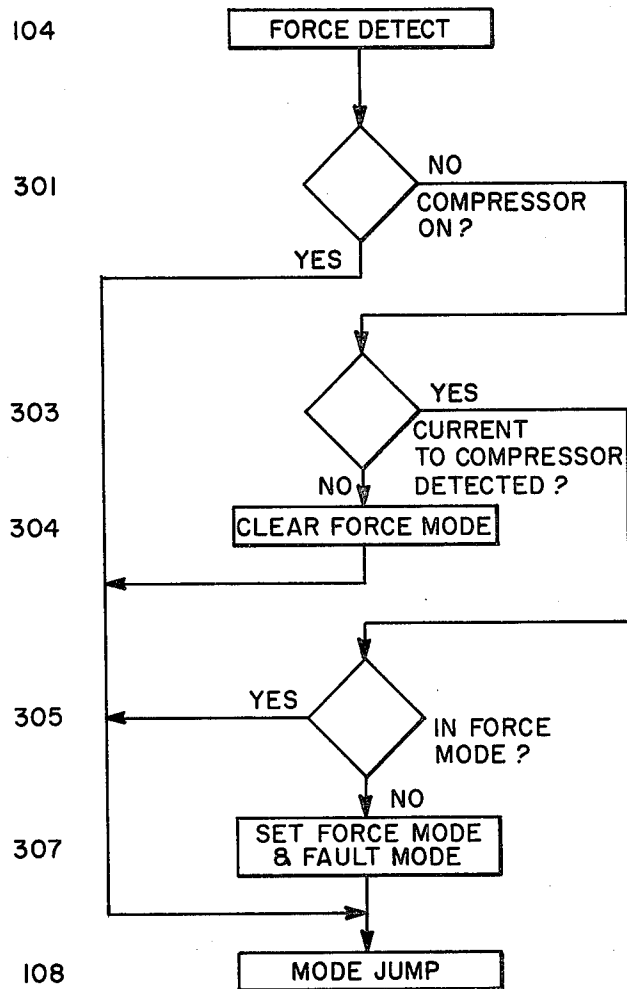 104
FORCE DETECT
301
NO
COMPRESSOR
ON?
YES
303
YES
CURRENT
TO COMPRESSOR
DETECTED?
NO
304
CLEAR FORCE MODE
305
YES
IN FORCE
MODE?
NO
307
SET FORCE MODE
& FAULT MODE
108
MODE JUMP